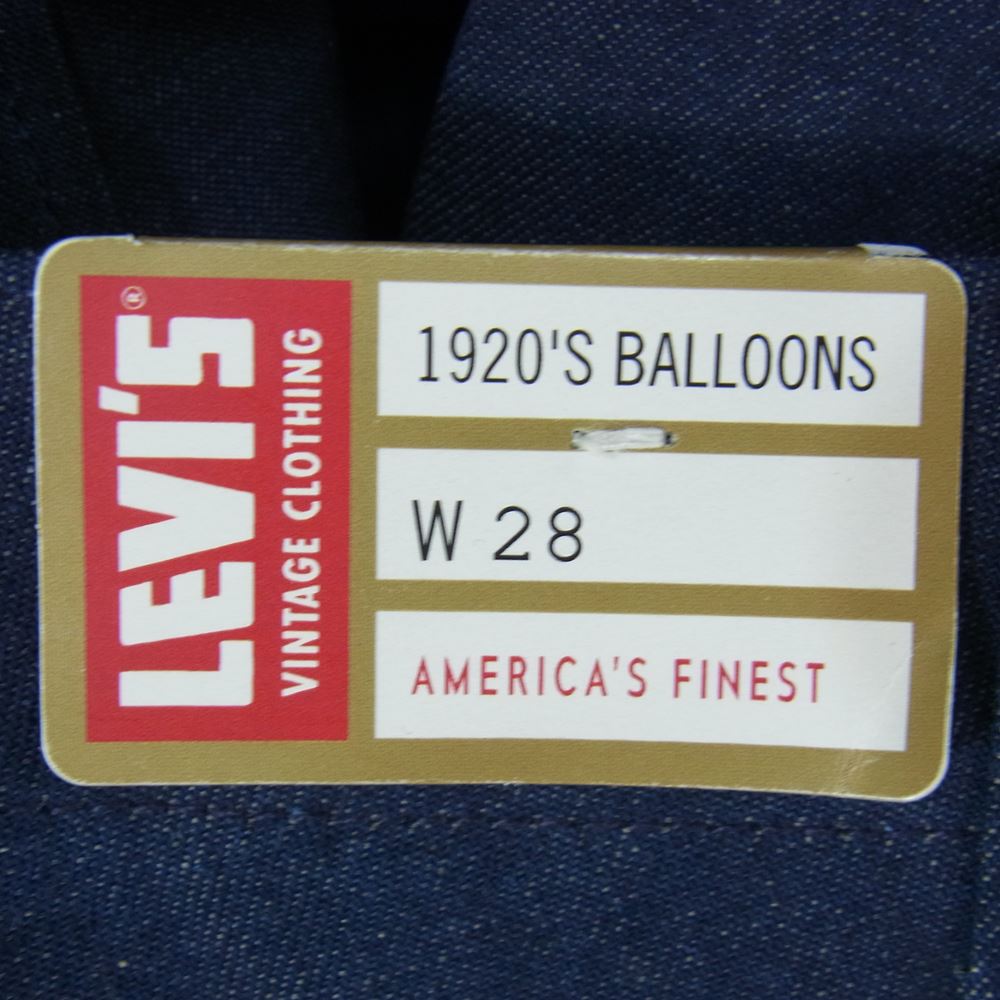 LEVI'S®
VINTAGE CLOTHING
1920'S BALLOONS
W 28
AMERICA'S FINEST